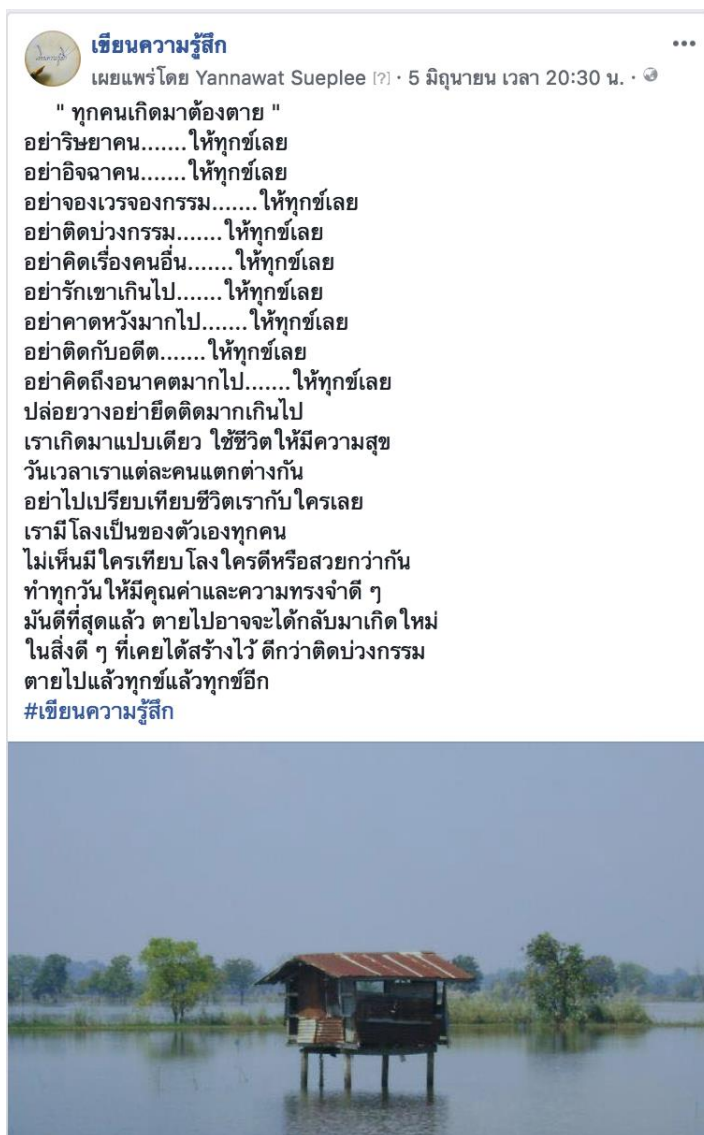 เขียนความรู้สึก
เผยแพร่โดย Yannawat Sueplee [?] · 5 มิถุนายน เวลา 20:30 น. ·
" ทุกคนเกิดมาต้องตาย "
อย่าริษยาคน.......ให้ทุกข์เลย
อย่าอิจฉาคน.......ให้ทุกข์เลย
อย่าจองเวรจองกรรม.......ให้ทุกข์เลย
อย่าติดบ่วงกรรม.......ให้ทุกข์เลย
อย่าคิดเรื่องคนอื่น.......ให้ทุกข์เลย
อย่ารักเขาเกินไป.......ให้ทุกข์เลย
อย่าคาดหวังมากไป.......ให้ทุกข์เลย
อย่าติดกับอดีต.......ให้ทุกข์เลย
อย่าคิดถึงอนาคตมากไป.......ให้ทุกข์เลย
ปล่อยวางอย่ายึดติดมากเกินไป
เราเกิดมาแปบเดียว ใช้ชีวิตให้มีความสุข
วันเวลาเราแต่ละคนแตกต่างกัน
อย่าไปเปรียบเทียบชีวิตเรากับใครเลย
เรามีโลงเป็นของตัวเองทุกคน
ไม่เห็นมีใครเทียบโลงใครดีหรือสวยกว่ากัน
ทำทุกวันให้มีคุณค่าและความทรงจำดี ๆ
มันดีที่สุดแล้ว ตายไปอาจจะได้กลับมาเกิดใหม่
ในสิ่งดี ๆ ที่เคยได้สร้างไว้ ดีกว่าติดบ่วงกรรม
ตายไปแล้วทุกข์แล้วทุกข์อีก
#เขียนความรู้สึก